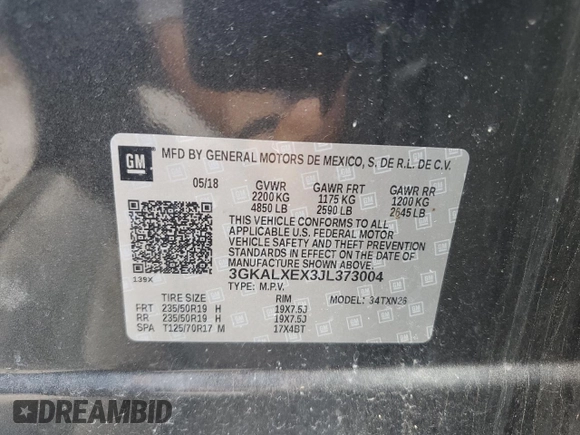 GM
MFD BY GENERAL MOTORS DE MEXICO, S. DE R.L. DE C.V.
05/18 GVWR GAWR FRT GAWR RR
2200 KG 1175 KG 1200 KG
4850 LB 2590 LB 2645 LB
THIS VEHICLE CONFORMS TO ALL
APPLICABLE U.S. FEDERAL MOTOR
VEHICLE SAFETY AND THEFT PREVENTION
STANDARDS IN EFFECT ON THE DATE OF
MANUFACTURE SHOWN ABOVE.
3GKALXEX3JL373004
139X TYPE: M.P.V.
TIRE SIZE RIM MODEL: 34TXN26
FRT 235/50R19 H 19X7.5J
RR 235/50R19 H 19X7.5J
SPA T125/70R17 M 17X4BT
DREAMBID